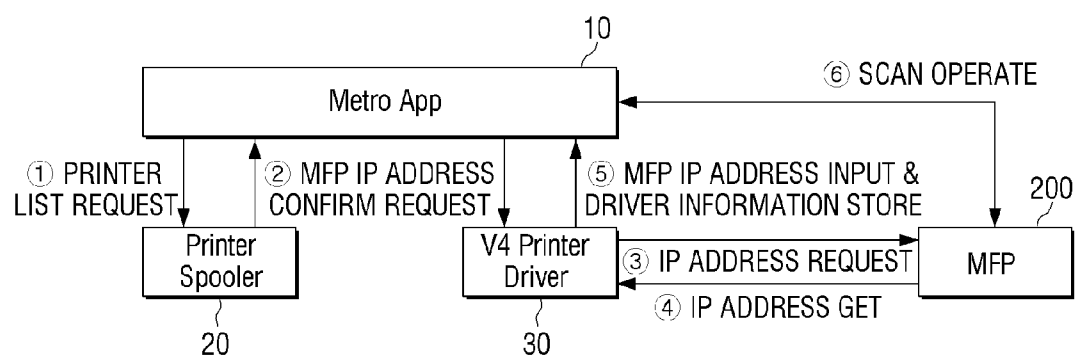 10
Metro App
⑥ SCAN OPERATE
① PRINTER
LIST REQUEST
② MFP IP ADDRESS
CONFIRM REQUEST
⑤ MFP IP ADDRESS INPUT &
DRIVER INFORMATION STORE
200
Printer
Spooler
V4 Printer
Driver
③ IP ADDRESS REQUEST
MFP
④ IP ADDRESS GET
20
30